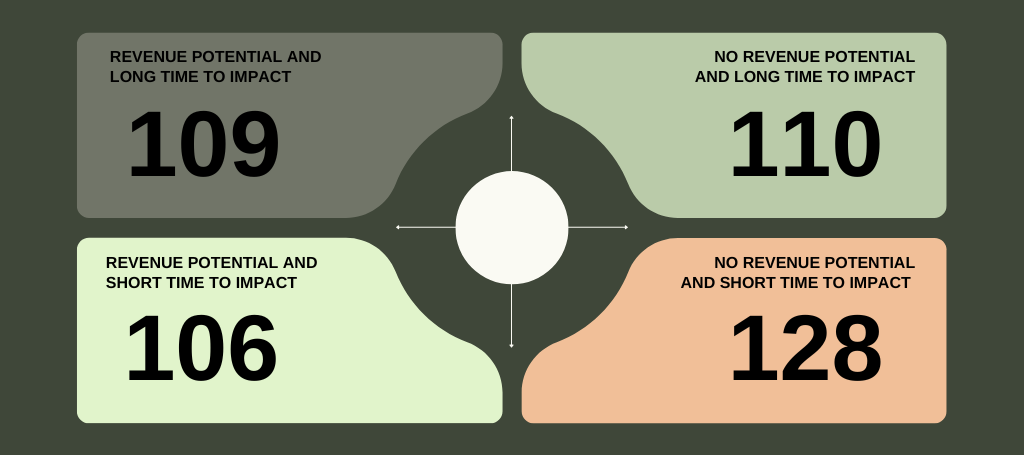 REVENUE POTENTIAL AND
LONG TIME TO IMPACT
109
NO REVENUE POTENTIAL
AND LONG TIME TO IMPACT
110
REVENUE POTENTIAL AND
SHORT TIME TO IMPACT
106
NO REVENUE POTENTIAL
AND SHORT TIME TO IMPACT
128